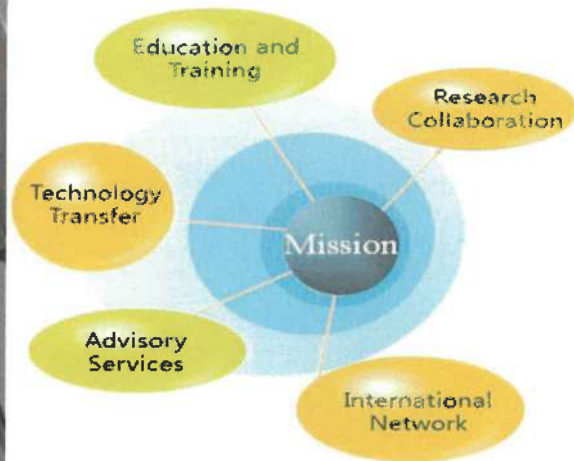 Education and
Training
Research
Collaboration
Technology
Transfer
Mission
Advisory
Services
International
Network